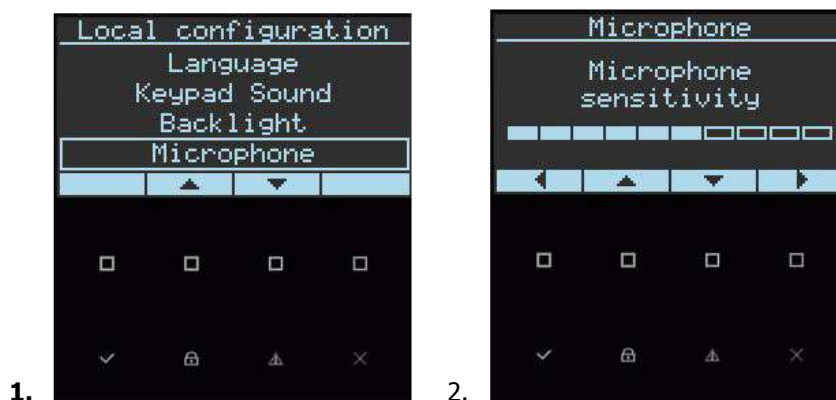 Local configuration
Language
Keypad Sound
Backlight
Microphone
1.
Microphone
Microphone
sensitivity
2.